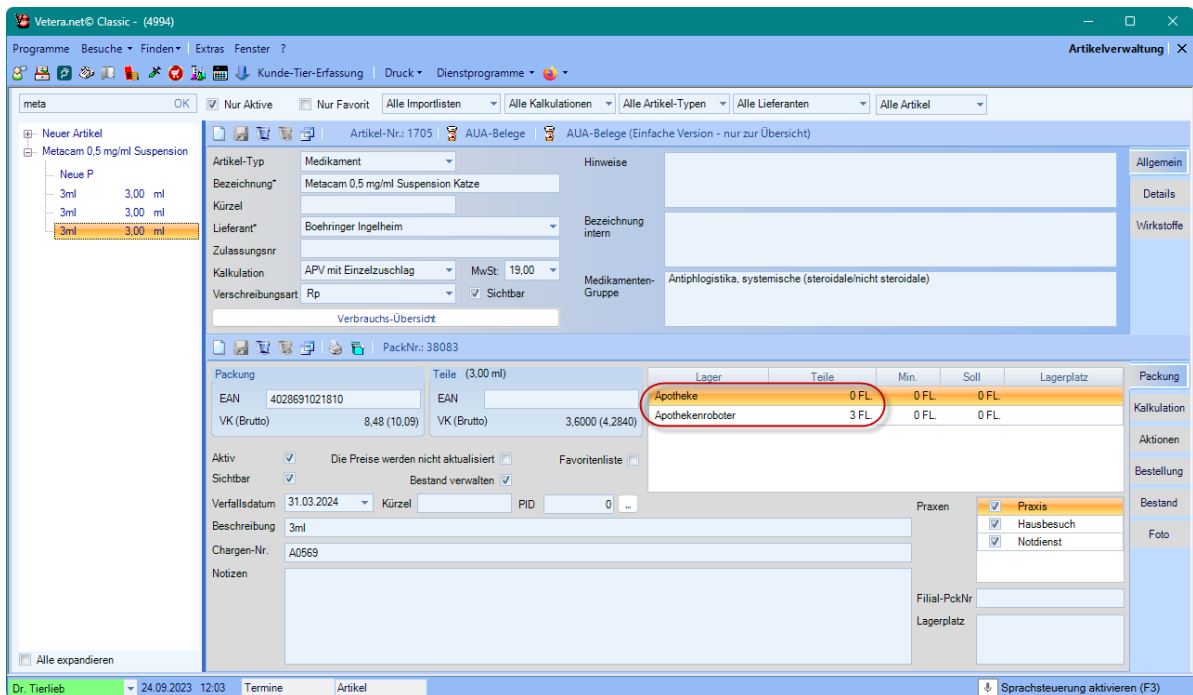 Vetera.net© Classic - (4994)
Programme Besuche Finden Extras Fenster ? Artikelverwaltung
Kunde-Tier-Erfassung Druck Dienstprogramme
meta OK Nur Aktive Nur Favorit Alle Importlisten Alle Kalkulationen Alle Artikel-Typen Alle Lieferanten Alle Artikel
Neuer Artikel
Metacam 0,5 mg/ml Suspension
Neue P
3ml 3,00 ml
3ml 3,00 ml
3ml 3,00 ml
Alle expandieren
Artikel-Nr.: 1705 AUA-Belege AUA-Belege (Einfache Version - nur zur Übersicht)
Artikel-Typ Medikament
Bezeichnung* Metacam 0,5 mg/ml Suspension Katze
Kürzel
Lieferant* Boehringer Ingelheim
Zulassungsnr
Kalkulation APV mit Einzelzuschlag MwSt: 19,00
Verschreibungsart Rp Sichtbar
Verbrauchs-Übersicht
Hinweise
Bezeichnung
intern
Medikamenten-
Gruppe
Antiphlogistika, systemische (steroidale/nicht steroidale)
Allgemein
Details
Wirkstoffe
PackNr.: 38083
Packung
EAN 4028691021810
VK (Brutto) 8,48 (10,09)
Teile (3,00 ml)
EAN
VK (Brutto) 3,6000 (4,2840)
Lager Teile Min. Soll Lagerplatz
Apotheke 0 FL. 0 FL. 0 FL.
Apothekenroboter 3 FL. 0 FL. 0 FL.
Aktiv Die Preise werden nicht aktualisiert Favoritenliste
Sichtbar Bestand verwalten
Verfallsdatum 31.03.2024 Kürzel PID 0 ...
Beschreibung 3ml
Chargen-Nr. A0569
Notizen
Praxen Praxis
Hausbesuch
Notdienst
Filial-PckNr
Lagerplatz
Packung
Kalkulation
Aktionen
Bestellung
Bestand
Foto
Dr. Tierlieb 24.09.2023 12:03 Termine Artikel Sprachsteuerung aktivieren (F3)